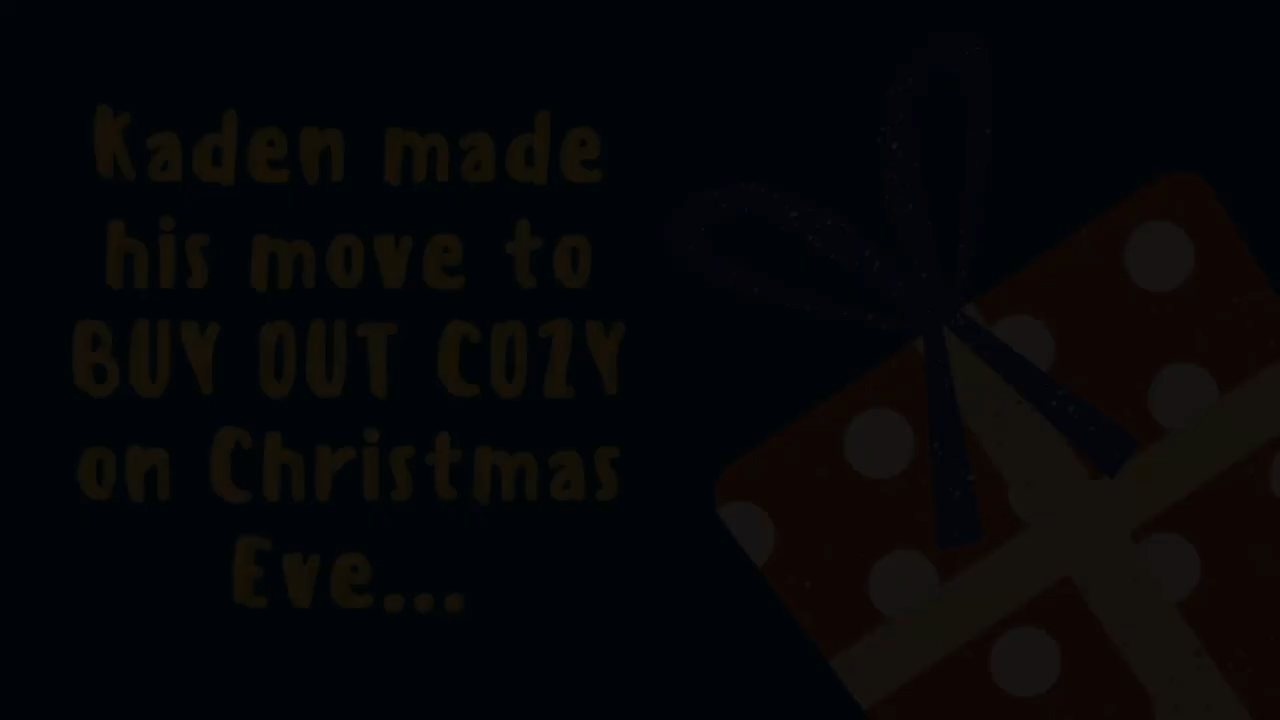 Kaden made
his move to
BUY OUT COZY
on Christmas
Eve...